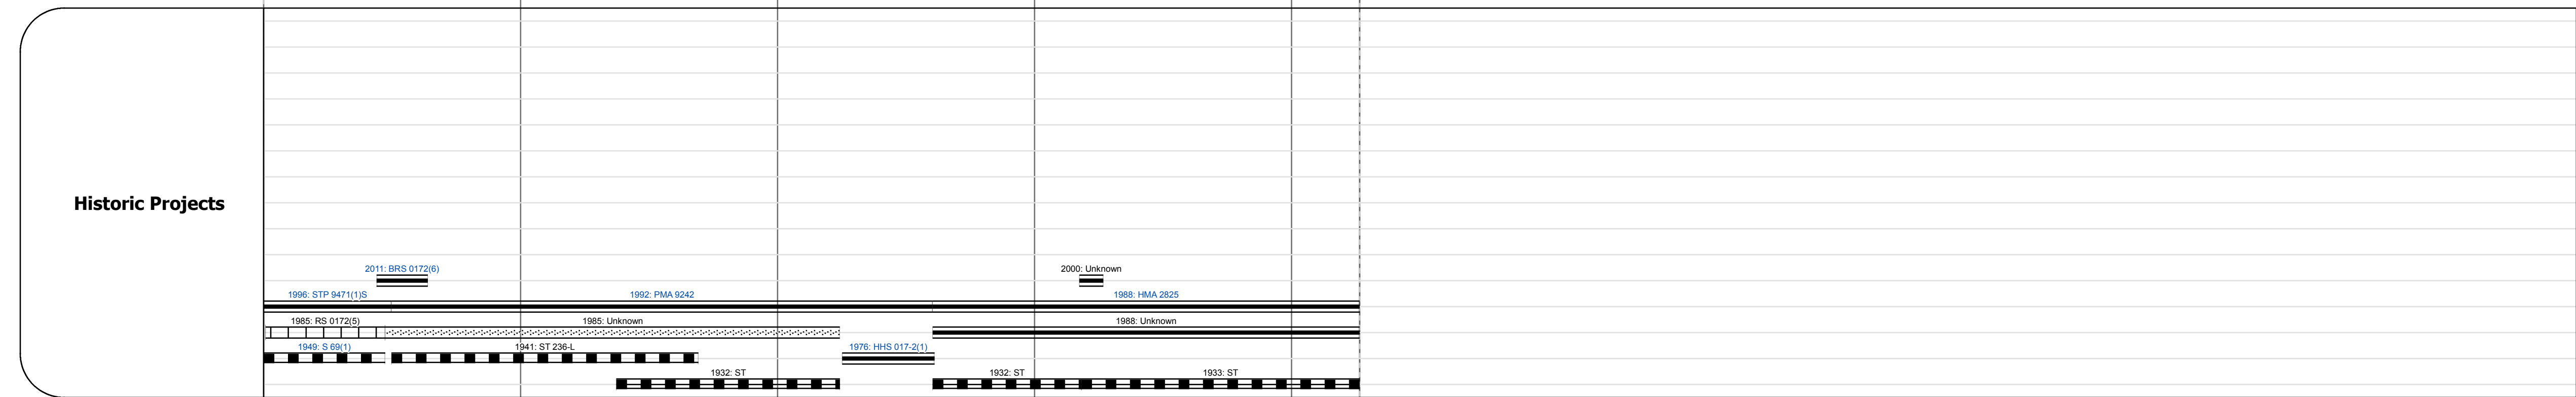 Historic Projects
2011: BRS 0172(6)
2000: Unknown
1996: STP 9471(1)S
1992: PMA 9242
1988: HMA 2825
1985: RS 0172(5)
1985: Unknown
1988: Unknown
1949: S 69(1)
1941: ST 236-L
1976: HHS 017-2(1)
1932: ST
1932: ST
1933: ST